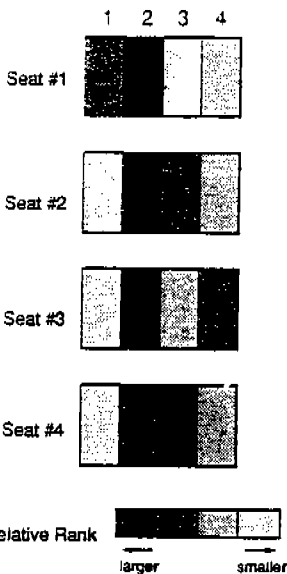 1 2 3 4
Seat #1
Seat #2
Seat #3
Seat #4
elative Rank
larger smaller